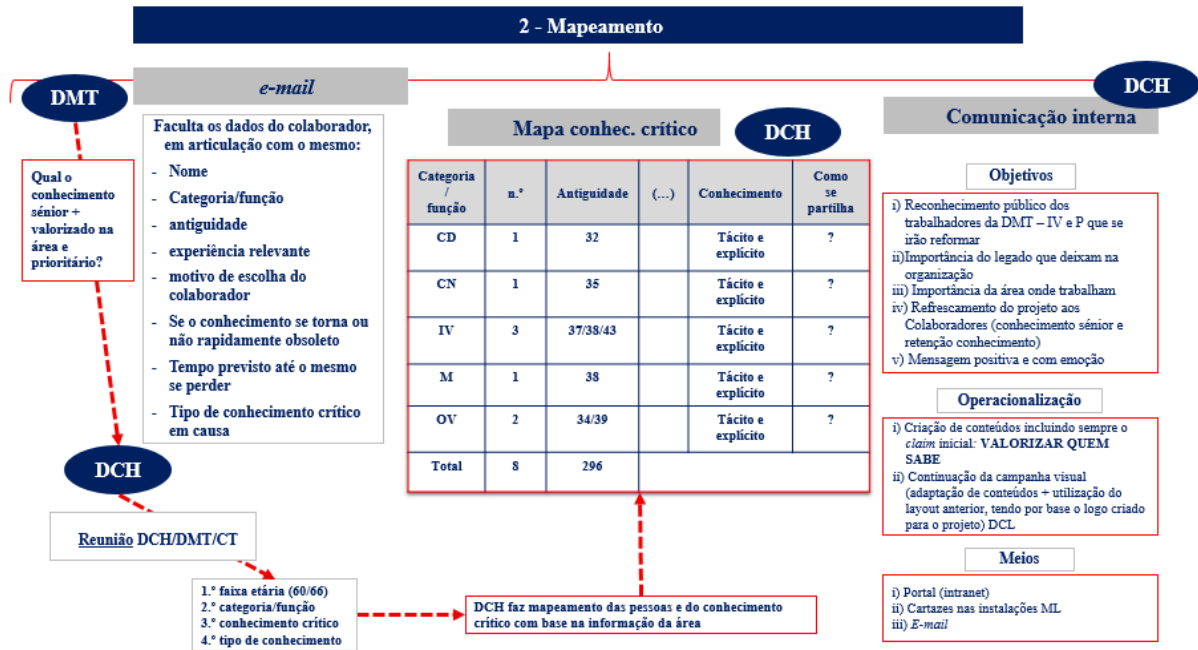 2 - Mapeamento
DMT
e-mail
DCH
Qual o
conhecimento
sénior +
valorizado na
área e
prioritário?
Faculta os dados do colaborador,
em articulação com o mesmo:
- Nome
- Categoria/função
- antiguidade
- experiência relevante
- motivo de escolha do
colaborador
- Se o conhecimento se torna ou
não rapidamente obsoleto
- Tempo previsto até o mesmo
se perder
- Tipo de conhecimento crítico
em causa
DCH
Reunião DCH/DMT/CT
1.º faixa etária (60/66)
2.º categoria/função
3.º conhecimento crítico
4.º tipo de conhecimento
DCH faz mapeamento das pessoas e do conhecimento
crítico com base na informação da área
Mapa conhec. crítico
DCH
Categoria / função n.º Antiguidade (...) Conhecimento Como se partilha
CD 1 32 Tácito e explícito ?
CN 1 35 Tácito e explícito ?
IV 3 37/38/43 Tácito e explícito ?
M 1 38 Tácito e explícito ?
OV 2 34/39 Tácito e explícito ?
Total 8 296
Comunicação interna
Objetivos
i) Reconhecimento público dos
trabalhadores da DMT – IV e P que se
irão reformar
ii)Importância do legado que deixam na
organização
iii) Importância da área onde trabalham
iv) Refrescamento do projeto aos
Colaboradores (conhecimento sénior e
retenção conhecimento)
v) Mensagem positiva e com emoção
Operacionalização
i) Criação de conteúdos incluindo sempre o
claim inicial: VALORIZAR QUEM
SABE
ii) Continuação da campanha visual
(adaptação de conteúdos + utilização do
layout anterior, tendo por base o logo criado
para o projeto) DCL
Meios
i) Portal (intranet)
ii) Cartazes nas instalações ML
iii) E-mail